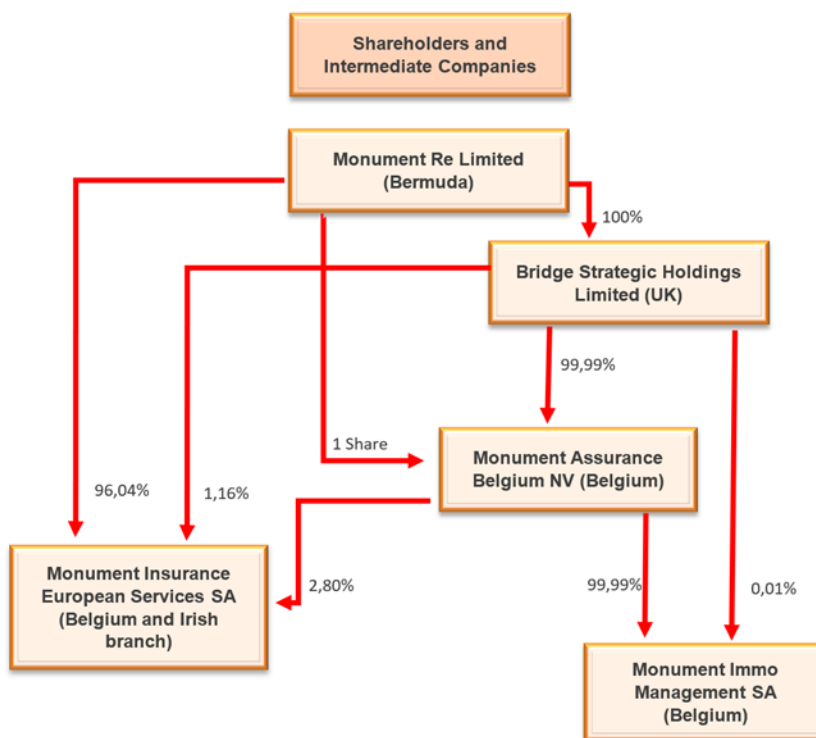 Shareholders and
Intermediate Companies
Monument Re Limited
(Bermuda)
100%
Bridge Strategic Holdings
Limited (UK)
99,99%
1 Share
Monument Assurance
Belgium NV (Belgium)
96,04%
1,16%
Monument Insurance
European Services SA
(Belgium and Irish
branch)
2,80%
99,99%
0,01%
Monument Immo
Management SA
(Belgium)